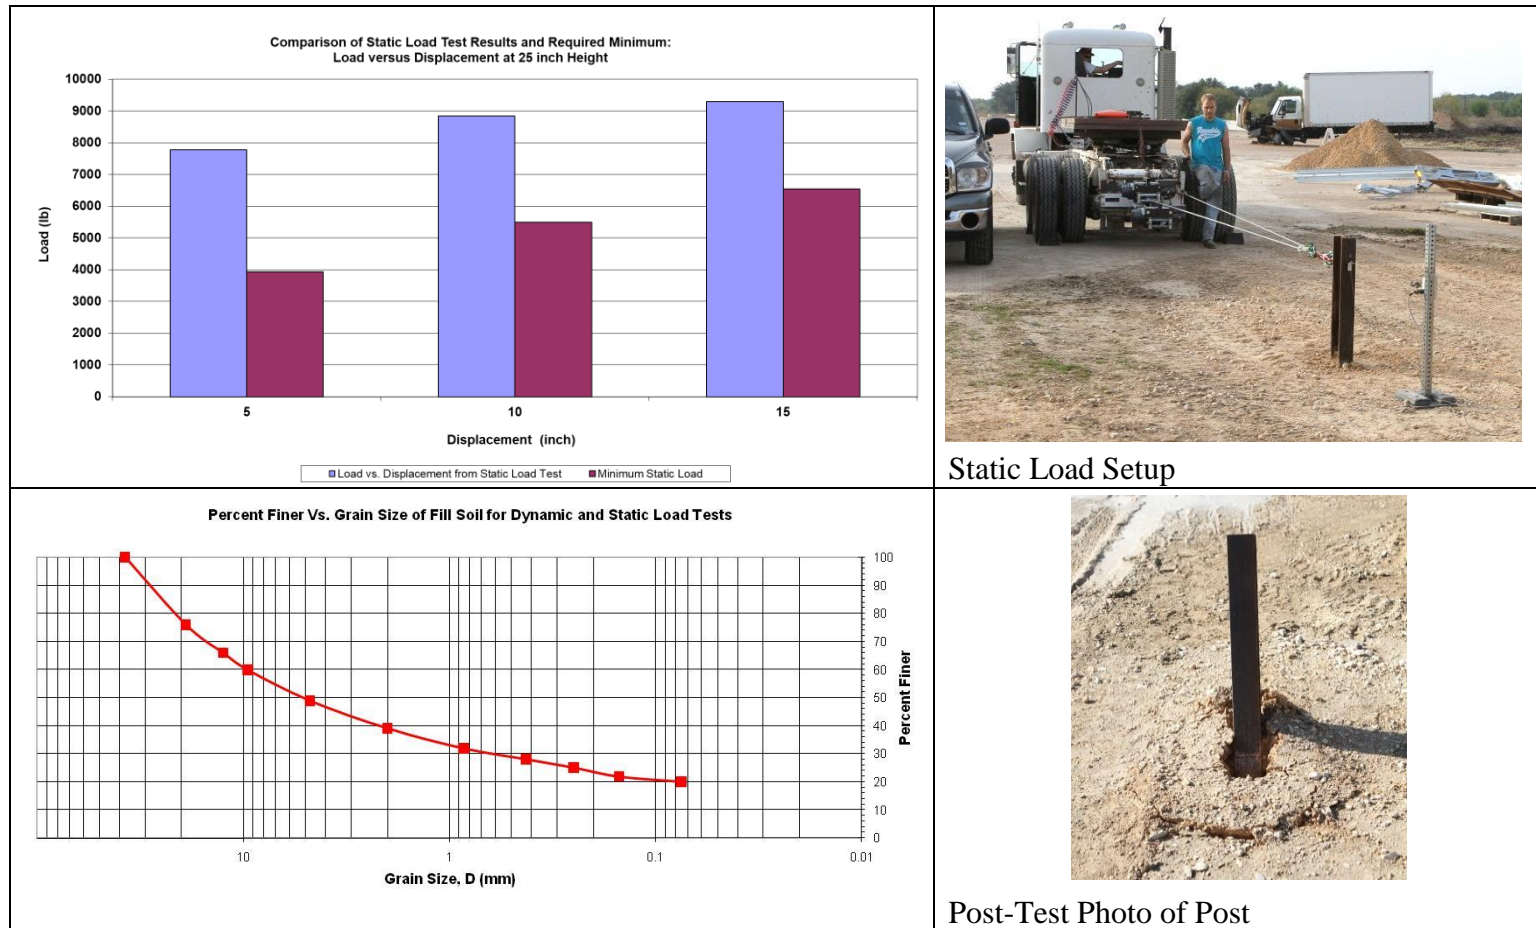 Comparison of Static Load Test Results and Required Minimum:
Load versus Displacement at 25 inch Height
10000
9000
8000
7000
6000
5000
4000
3000
2000
1000
0
Load (lb)
5
10
15
Displacement (inch)
Load vs. Displacement from Static Load Test
Minimum Static Load
Static Load Setup
Percent Finer Vs. Grain Size of Fill Soil for Dynamic and Static Load Tests
100
90
80
70
60
50
40
30
20
10
0
Percent Finer
10
1
0.1
0.01
Grain Size, D (mm)
Post-Test Photo of Post